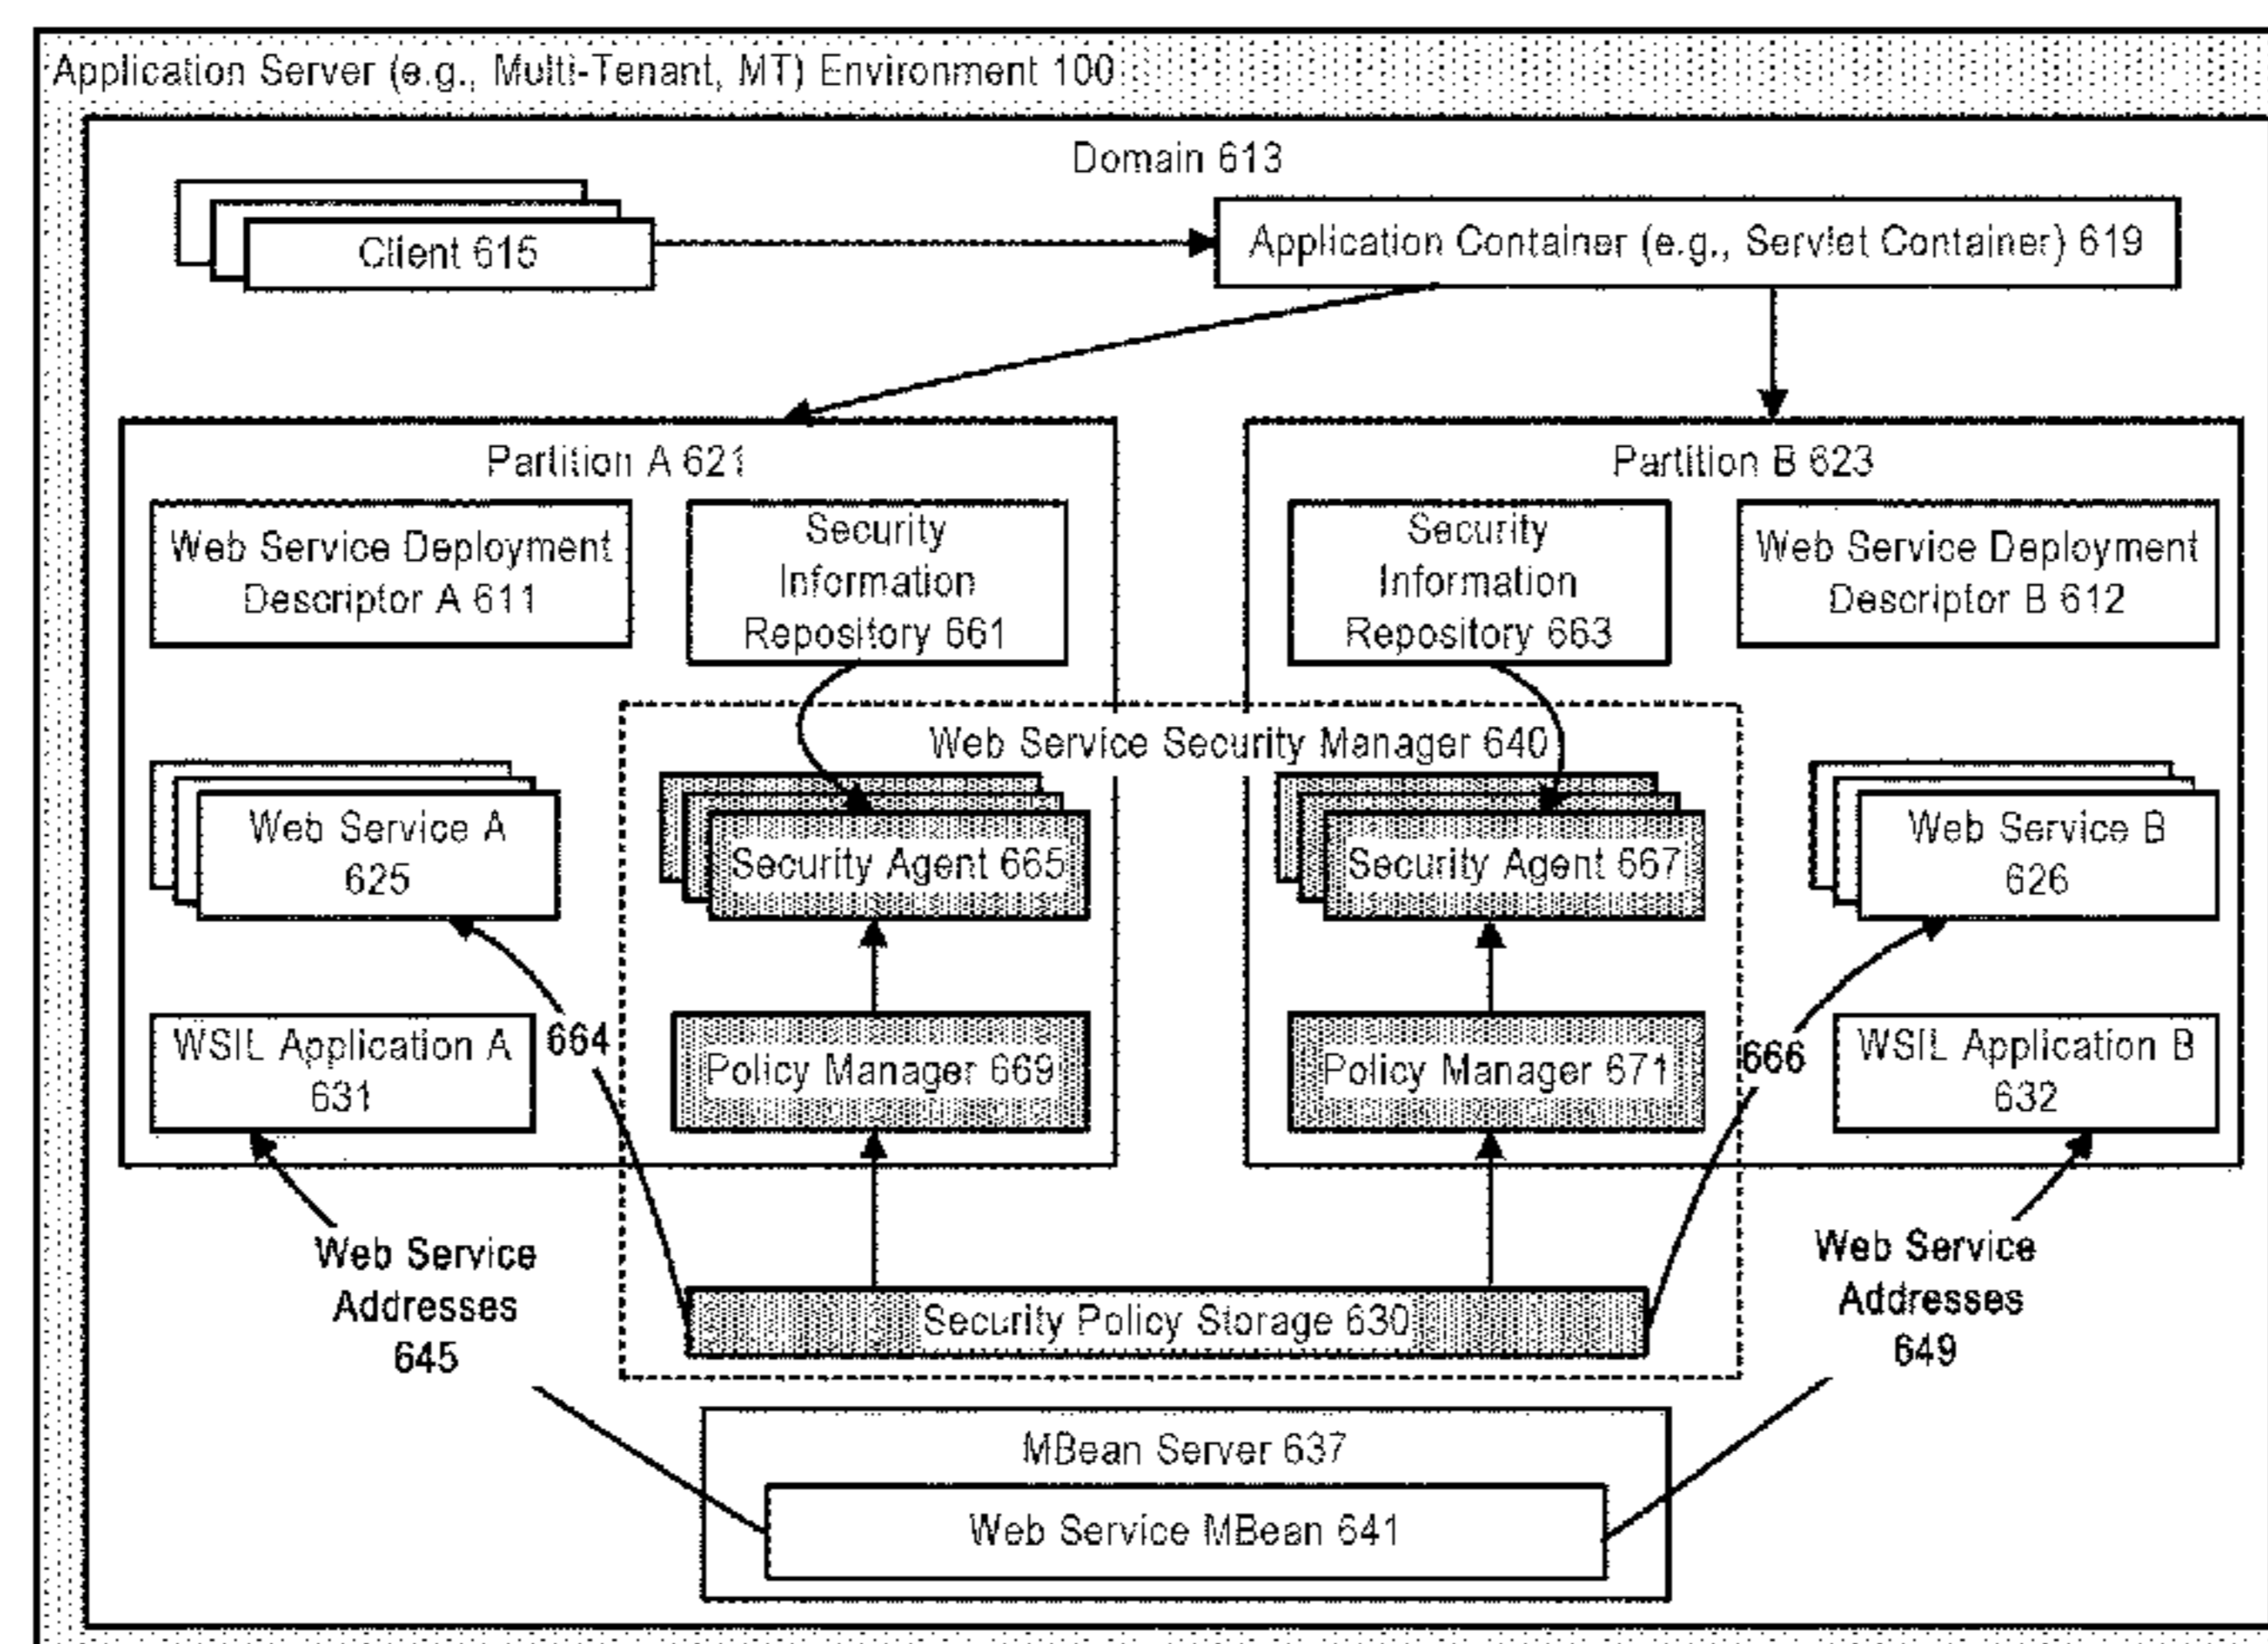 Application Server (e.g., Multi-Tenant, MT) Environment 100
Domain 613
Client 615
Application Container (e.g., Servlet Container) 619
Partition A 621
Web Service Deployment
Descriptor A 611
Security
Information
Repository 661
Partition B 623
Security
Information
Repository 663
Web Service Deployment
Descriptor B 612
Web Service Security Manager 640
Web Service A
625
Security Agent 665
Security Agent 667
Web Service B
626
WSIL Application A
631
664
Policy Manager 669
Policy Manager 671
666
WSIL Application B
632
Web Service
Addresses
645
Security Policy Storage 630
Web Service
Addresses
649
MBean Server 637
Web Service MBean 641